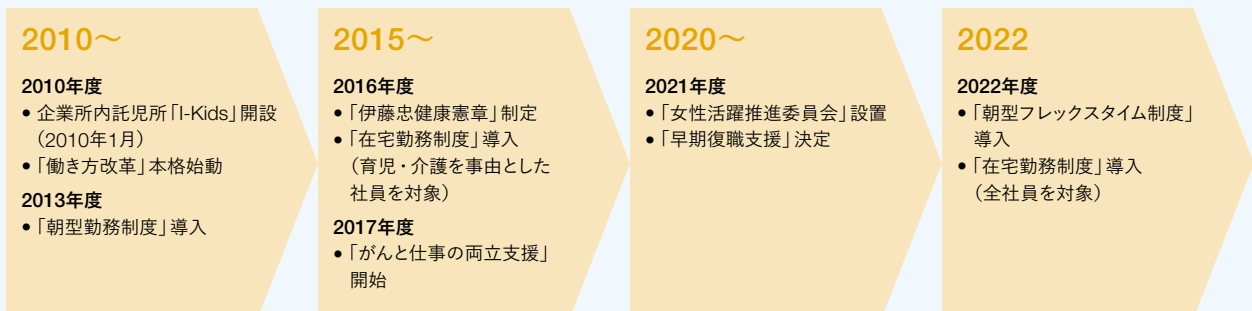 2010～
2010年度
• 企業所内託児所「I-Kids」開設
（2010年1月）
• 「働き方改革」本格始動
2013年度
• 「朝型勤務制度」導入
2015～
2016年度
• 「伊藤忠健康憲章」制定
• 「在宅勤務制度」導入
（育児・介護を事由とした
社員を対象）
2017年度
• 「がんと仕事の両立支援」
開始
2020～
2021年度
• 「女性活躍推進委員会」設置
• 「早期復職支援」決定
2022
2022年度
• 「朝型フレックスタイム制度」
導入
• 「在宅勤務制度」導入
（全社員を対象）